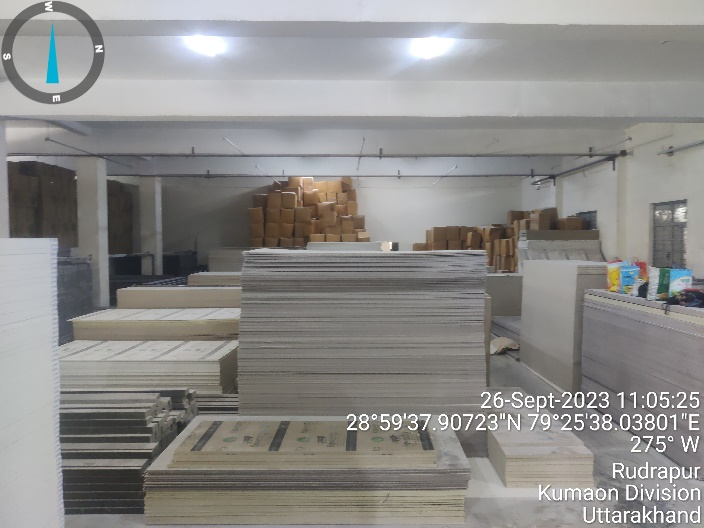 W
N
S
E
26-Sept-2023 11:05:25
28°59'37.90723"N 79°25'38.03801"E
275° W
Rudrapur
Kumaon Division
Uttarakhand